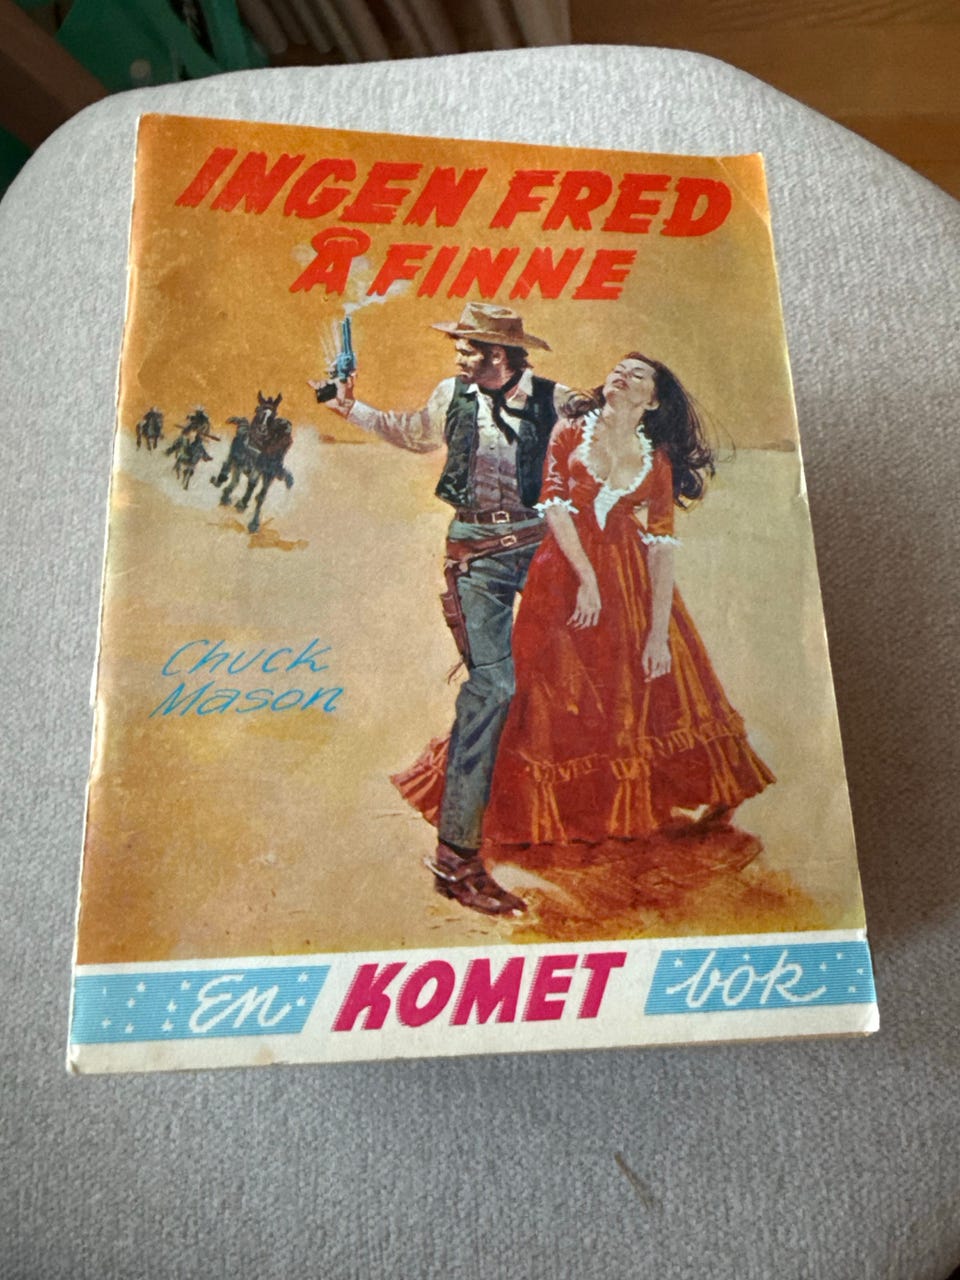 INGEN FRED
Å FINNE
Chuck
Mason
En KOMET bok